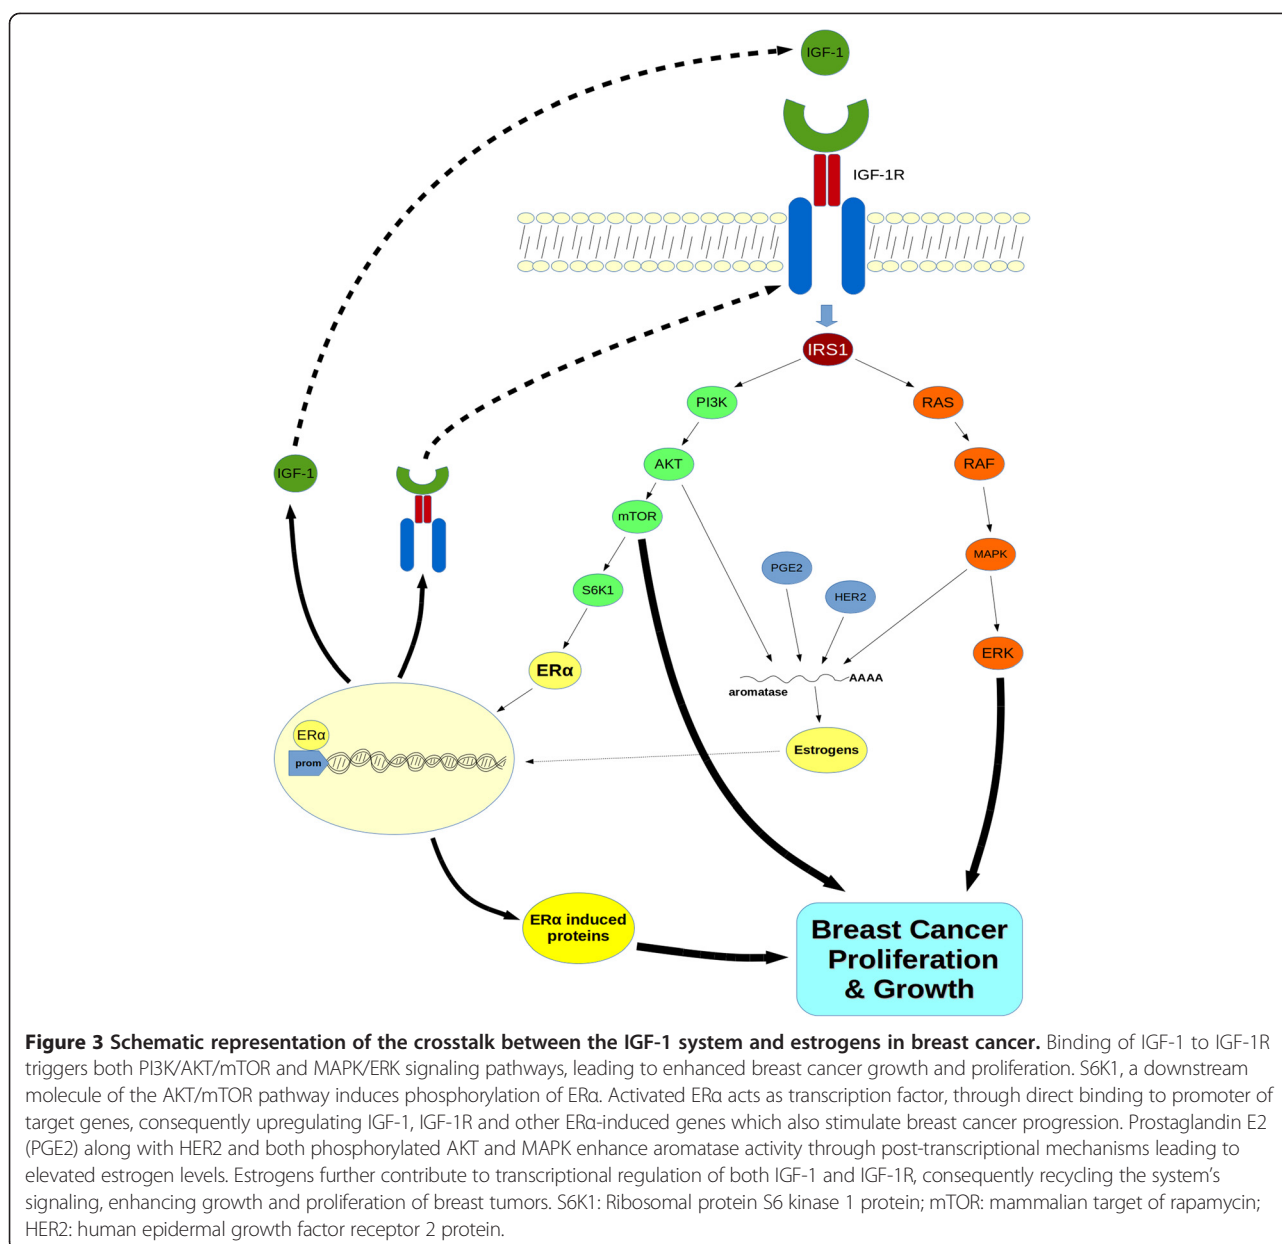 IGF-1
IGF-1R
IRS1
PI3K
RAS
AKT
RAF
IGF-1
mTOR
MAPK
PGE2
S6K1
HER2
ERK
ERα
aromatase
AAAA
ERα
prom
Estrogens
ERα induced
proteins
Breast Cancer
Proliferation
& Growth
Figure 3 Schematic representation of the crosstalk between the IGF-1 system and estrogens in breast cancer. Binding of IGF-1 to IGF-1R
triggers both PI3K/AKT/mTOR and MAPK/ERK signaling pathways, leading to enhanced breast cancer growth and proliferation. S6K1, a downstream
molecule of the AKT/mTOR pathway induces phosphorylation of ERα. Activated ERα acts as transcription factor, through direct binding to promoter of
target genes, consequently upregulating IGF-1, IGF-1R and other ERα-induced genes which also stimulate breast cancer progression. Prostaglandin E2
(PGE2) along with HER2 and both phosphorylated AKT and MAPK enhance aromatase activity through post-transcriptional mechanisms leading to
elevated estrogen levels. Estrogens further contribute to transcriptional regulation of both IGF-1 and IGF-1R, consequently recycling the system's
signaling, enhancing growth and proliferation of breast tumors. S6K1: Ribosomal protein S6 kinase 1 protein; mTOR: mammalian target of rapamycin;
HER2: human epidermal growth factor receptor 2 protein.